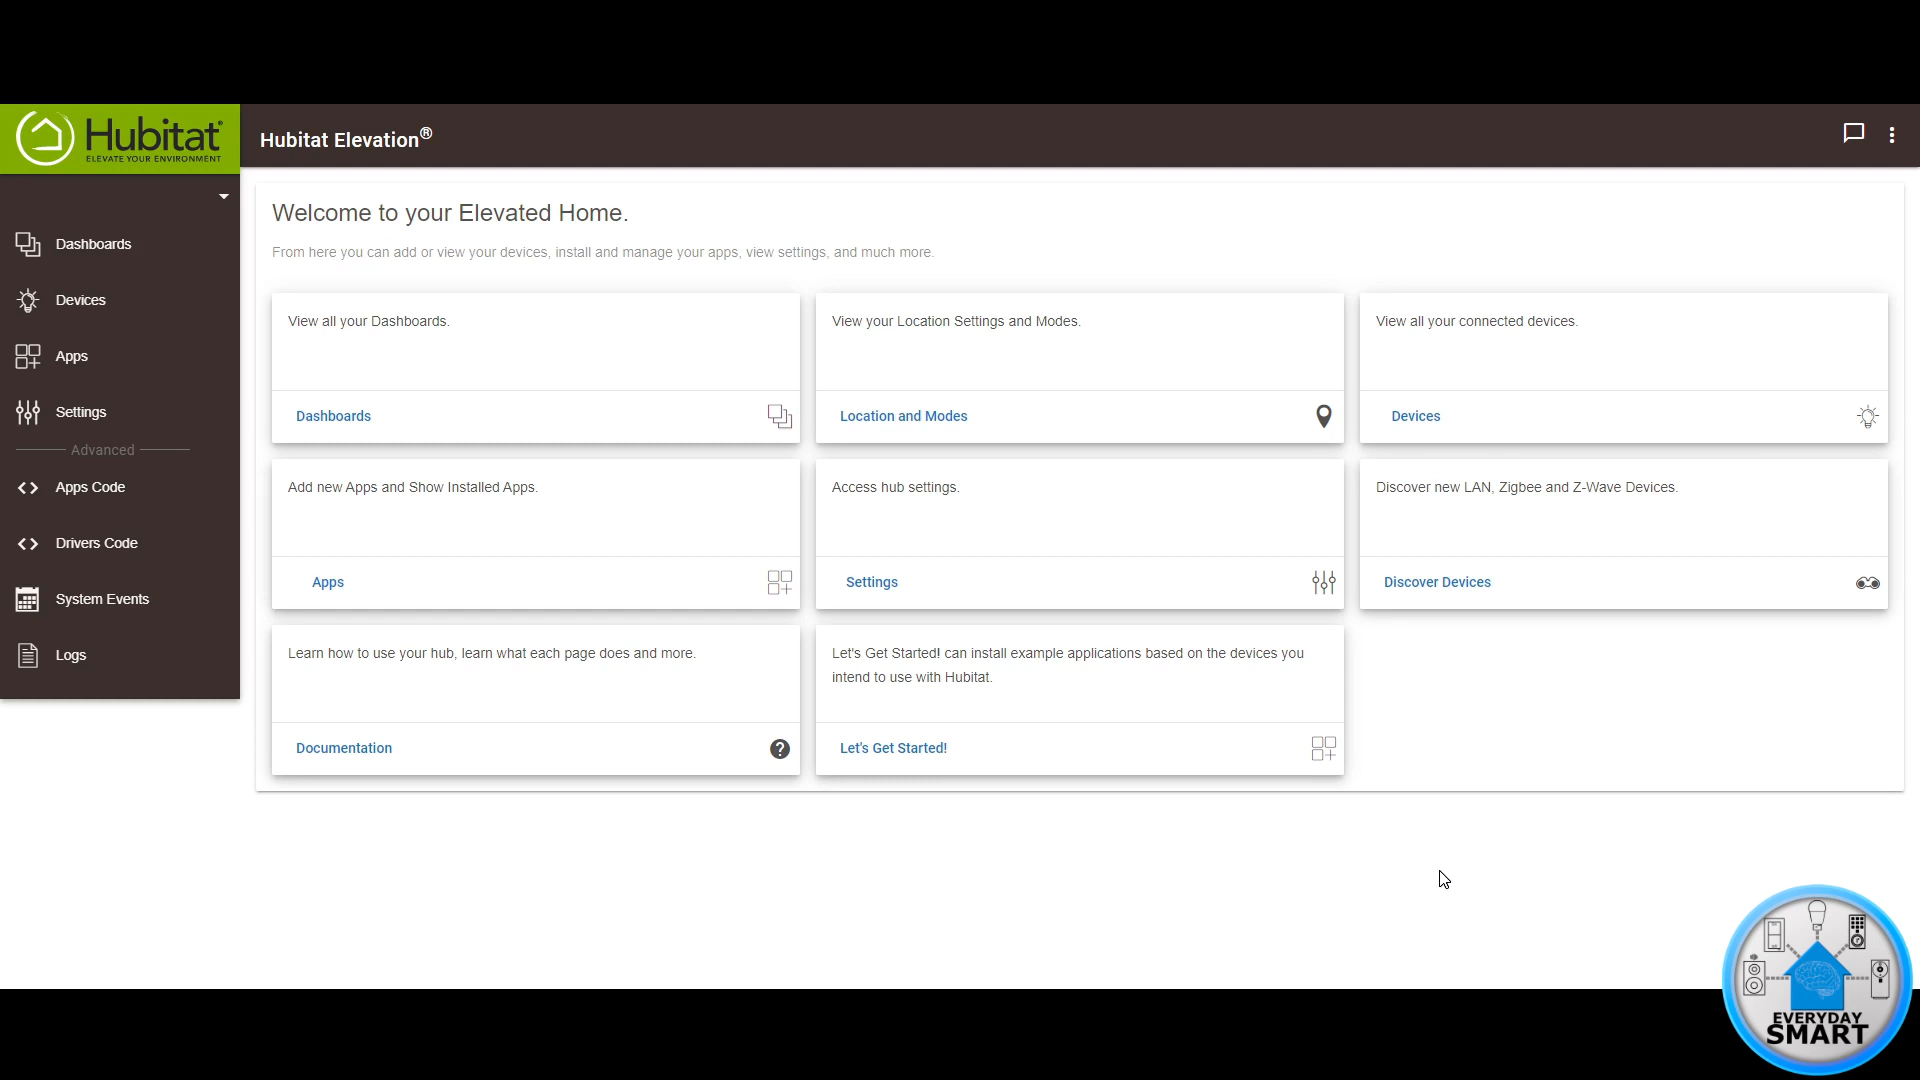 Hubitat®
ELEVATE YOUR ENVIRONMENT
Hubitat Elevation®
Dashboards
Devices
Apps
Settings
Advanced
Apps Code
Drivers Code
System Events
Logs
Welcome to your Elevated Home.
From here you can add or view your devices, install and manage your apps, view settings, and much more.
View all your Dashboards.
Dashboards
View your Location Settings and Modes.
Location and Modes
View all your connected devices.
Devices
Add new Apps and Show Installed Apps.
Apps
Access hub settings.
Settings
Discover new LAN, Zigbee and Z-Wave Devices.
Discover Devices
Learn how to use your hub, learn what each page does and more.
Documentation
Let's Get Started! can install example applications based on the devices you
intend to use with Hubitat.
Let's Get Started!
EVERYDAY
SMART